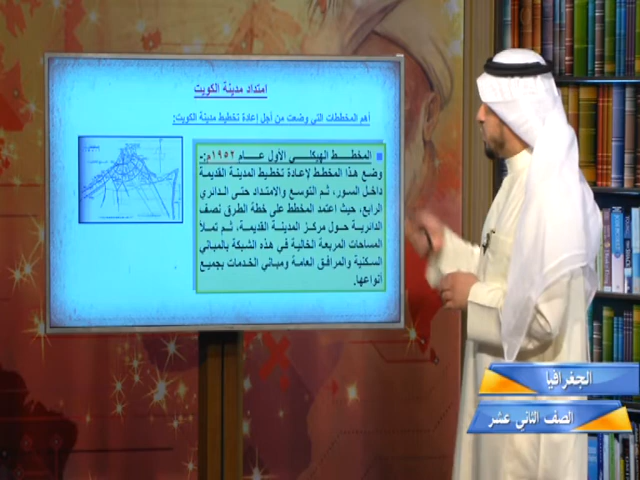 امتداد مدينة الكويت
أهم المخططات التي وضعت من أجل إعادة تخطيط مدينة الكويت:
المخطط الهيكلي الأول عام ١٩٥٢م:-
وضع هذا المخطط لإعادة تخطيط المدينة القديمة
داخل السور، ثم التوسع والامتداد حتى الدائري
الرابع، حيث اعتمد المخطط على خطة الطرق نصف
الدائرية حول مركز المدينة القديمة، ثم تملأ
المساحات المربعة الخالية في هذه الشبكة بالمباني
السكنية والمرافق العامة ومباني الخدمات بجميع
أنواعها.
الجغرافيا
الصف الثاني عشر